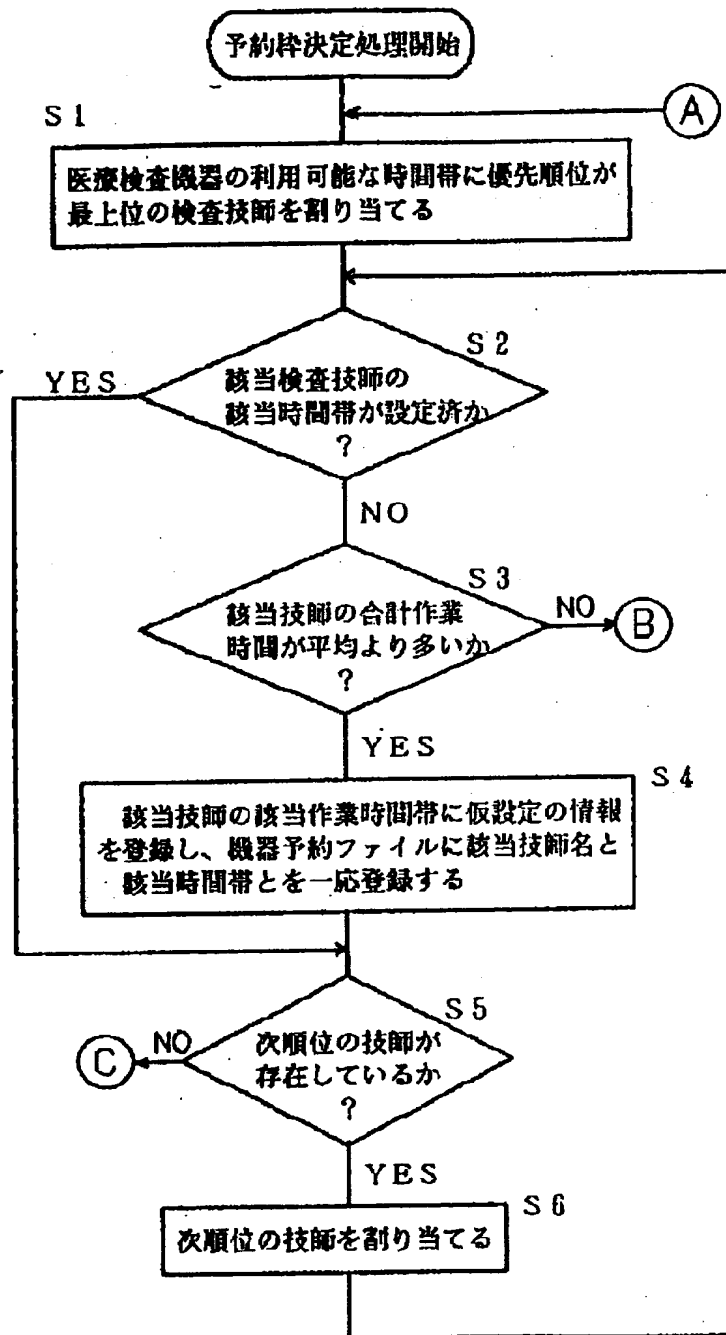 予約枠決定処理開始
A
S1
医療検査機器の利用可能な時間帯に優先順位が
最上位の検査技師を割り当てる
S2
YES
該当検査技師の
該当時間帯が設定済か
?
NO
S3
該当技師の合計作業
時間が平均より多いか
?
NO
B
YES
S4
該当技師の該当作業時間帯に仮設定の情報
を登録し、機器予約ファイルに該当技師名と
該当時間帯とを一応登録する
S5
C
NO
次順位の技師が
存在しているか
?
YES
S6
次順位の技師を割り当てる